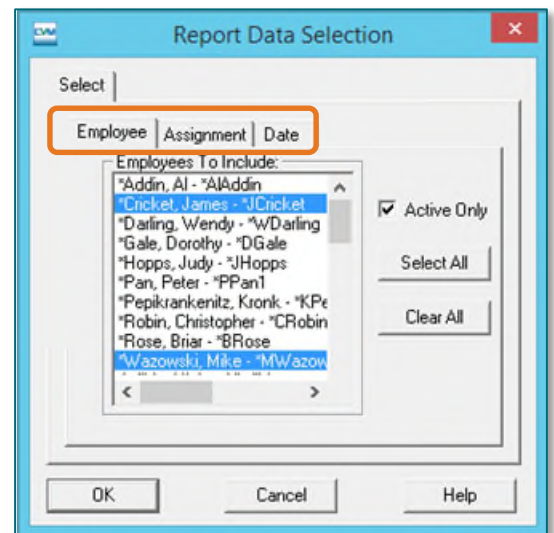 CVM
Report Data Selection
Select
Employee Assignment Date
Employees To Include:
*Addin, Al - *AlAddin
*Cricket, James - *JCricket
*Darling, Wendy - *WDarling
*Gale, Dorothy - *DGale
*Hopps, Judy - *JHopps
*Pan, Peter - *PPan1
*Pepikrankenitz, Kronk - *KPe
*Robin, Christopher - *CRobin
*Rose, Briar - *BRose
*Wazowski, Mike - *MWazow
Active Only
Select All
Clear All
OK Cancel Help